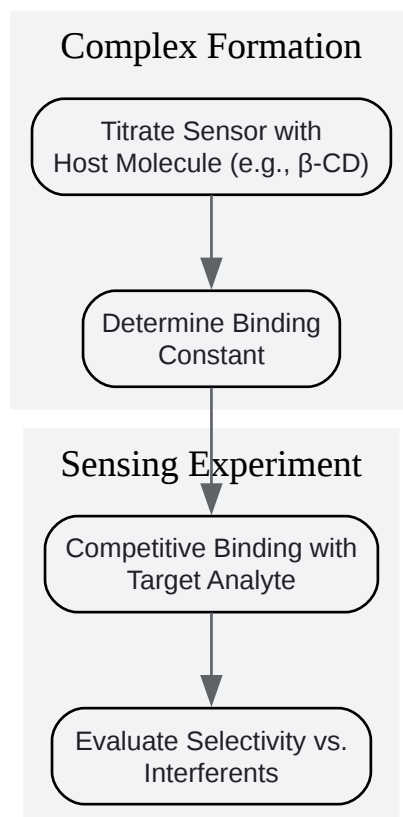 Complex Formation
Titrate Sensor with
Host Molecule (e.g., β-CD)
Determine Binding
Constant
Sensing Experiment
Competitive Binding with
Target Analyte
Evaluate Selectivity vs.
Interferents